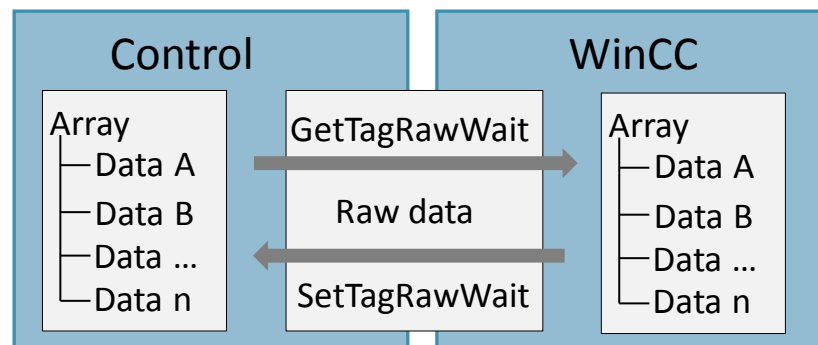 Control
WinCC
Array
Data A
Data B
Data ...
Data n
GetTagRawWait
Raw data
SetTagRawWait
Array
Data A
Data B
Data ...
Data n